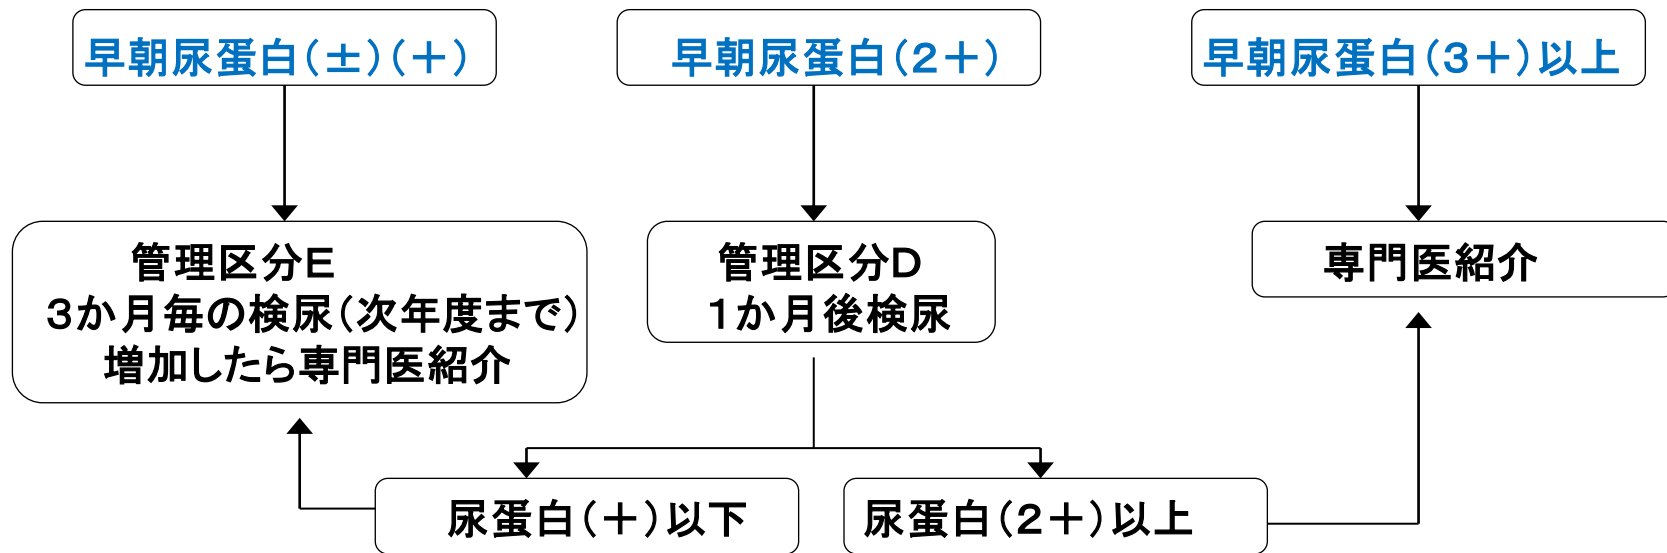 早朝尿蛋白(±)(＋)
早朝尿蛋白(2＋)
早朝尿蛋白(3＋)以上
管理区分E
3か月毎の検尿(次年度まで)
増加したら専門医紹介
管理区分D
1か月後検尿
専門医紹介
尿蛋白(＋)以下
尿蛋白(2＋)以上